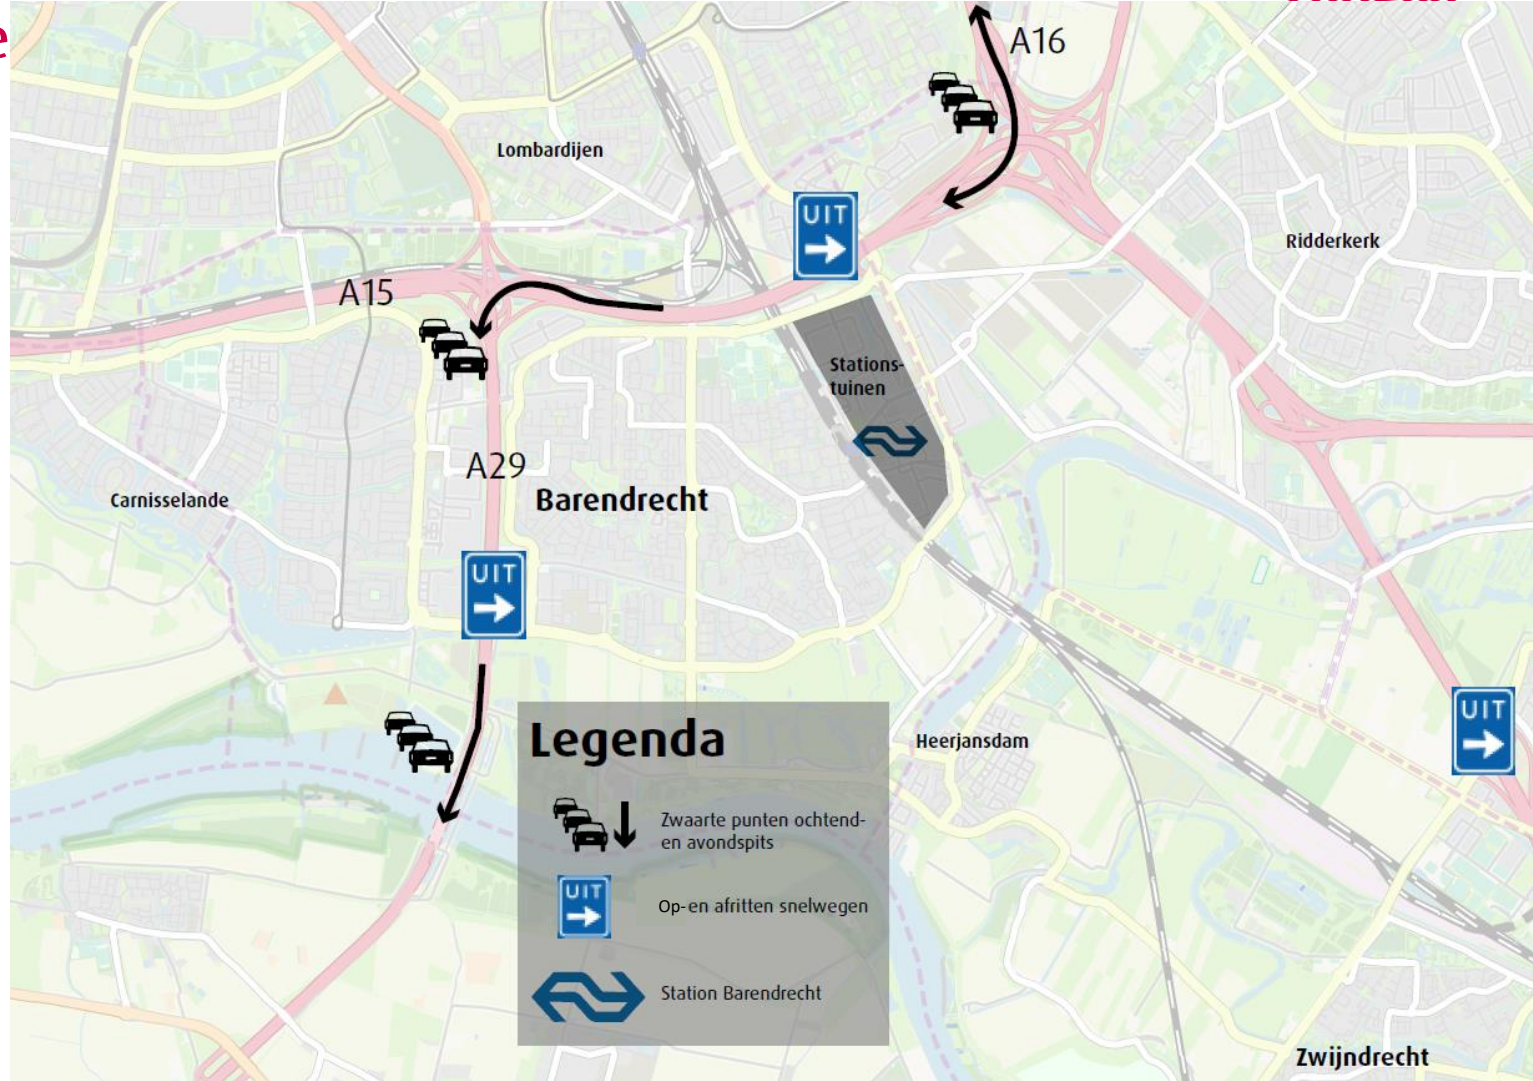 e
A16
Lombardijen
UIT
Ridderkerk
A15
Stations-
tuinen
A29
Carnisselande
Barendrecht
UIT
UIT
Heerjansdam
Legenda
Zwaarte punten ochtend-
en avondspits
UIT
Op- en afritten snelwegen
Station Barendrecht
Zwijndrecht